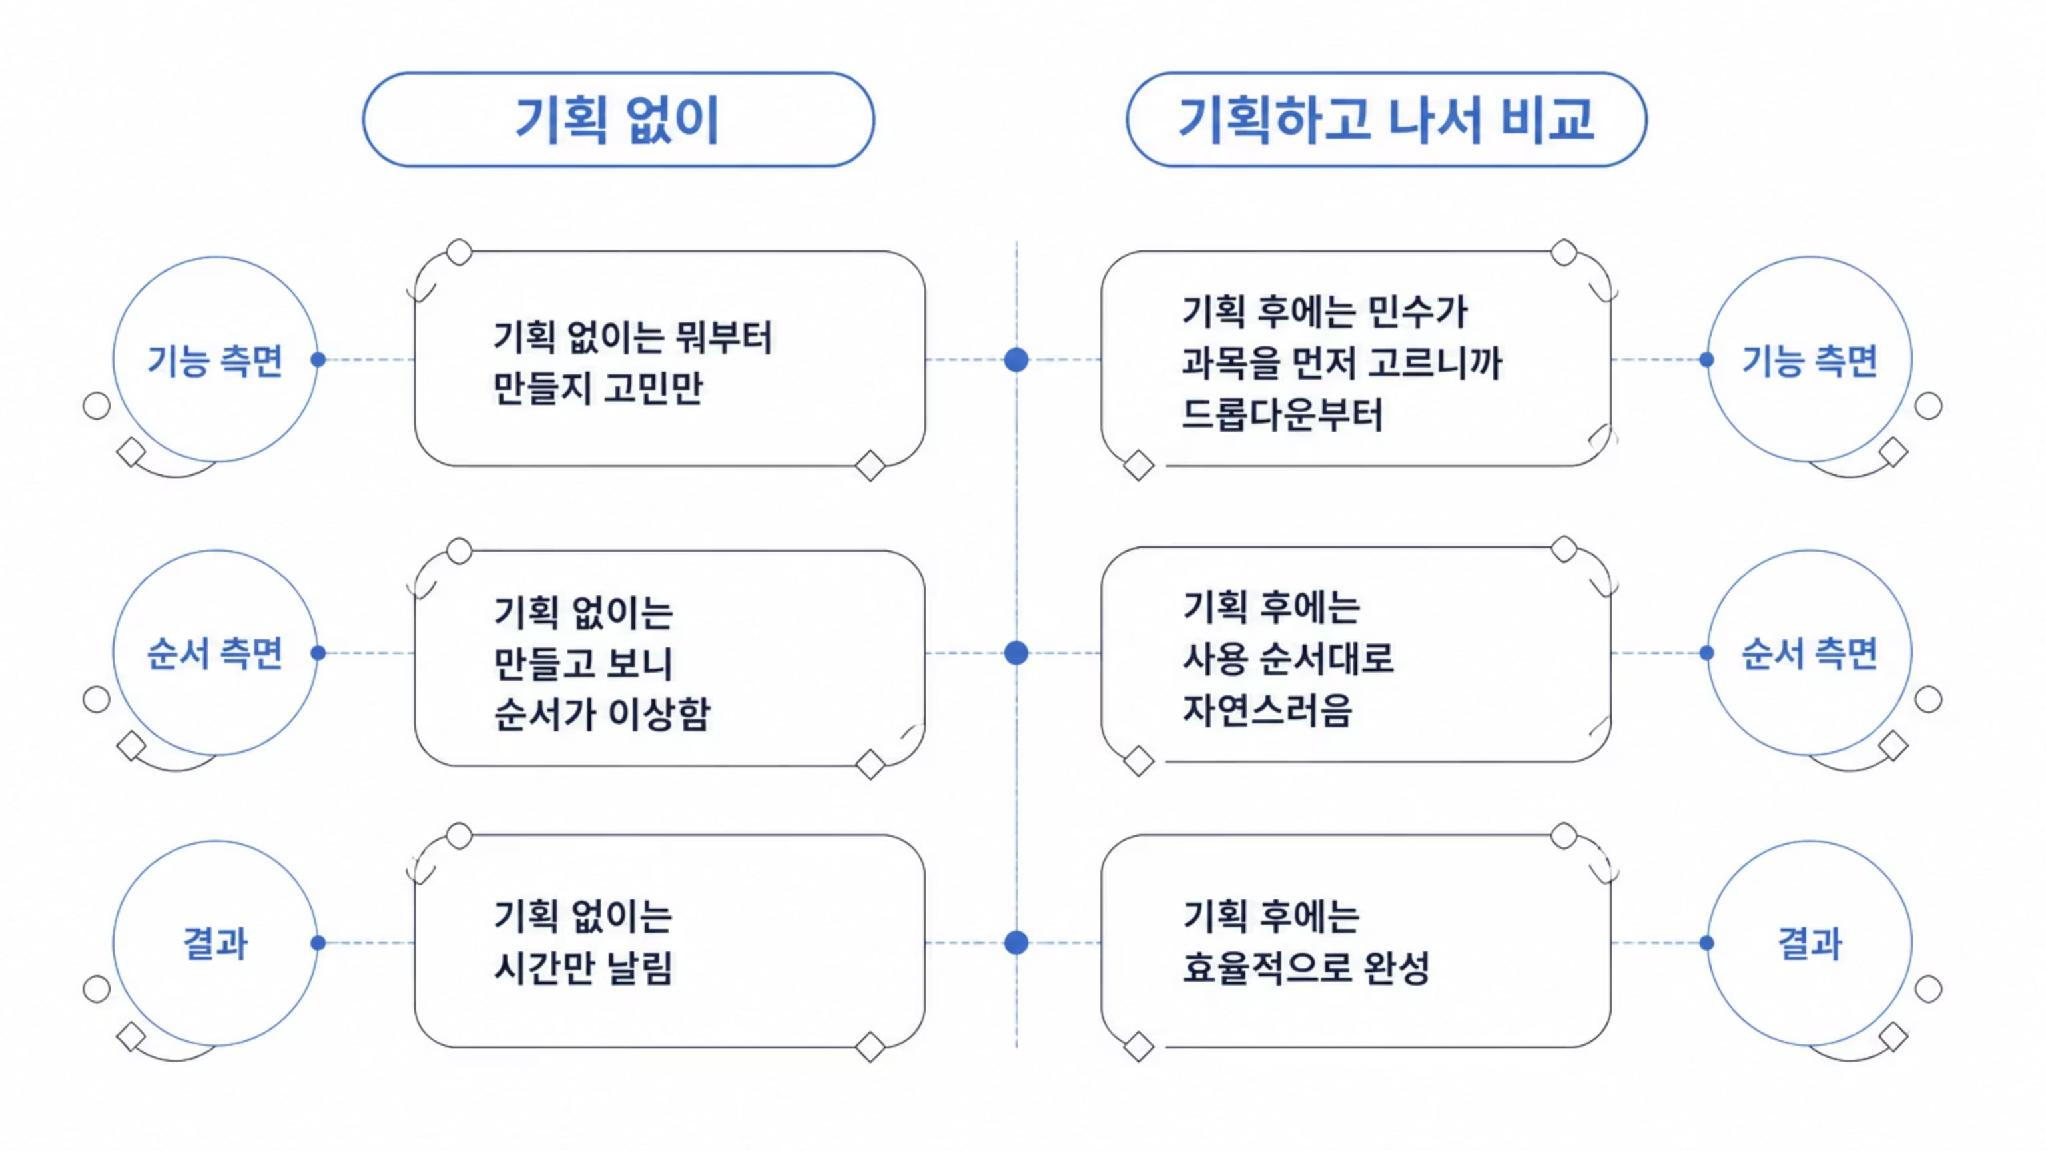 기획 없이
기획하고 나서 비교
기능 측면
기획 없이는 뭐부터
만들지 고민만
기획 후에는 민수가
과목을 먼저 고르니까
드롭다운부터
기능 측면
순서 측면
기획 없이는
만들고 보니
순서가 이상함
기획 후에는
사용 순서대로
자연스러음
순서 측면
결과
기획 없이는
시간만 날림
기획 후에는
효율적으로 완성
결과